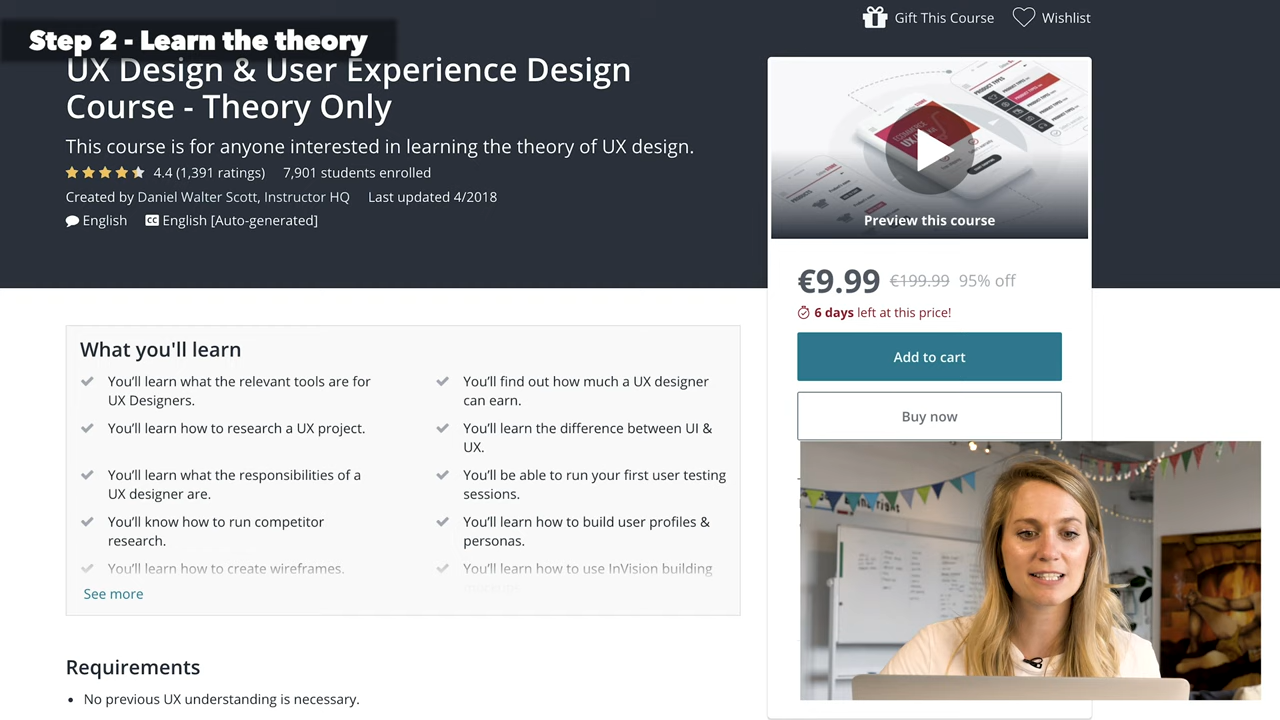 Gift This Course
Wishlist
Step 2 - Learn the theory
UX Design & User Experience Design
Course - Theory Only
This course is for anyone interested in learning the theory of UX design.
4.4 (1,391 ratings) 7,901 students enrolled
Created by Daniel Walter Scott, Instructor HQ Last updated 4/2018
English CC English [Auto-generated]
Preview this course
€9.99 €199.99 95% off
6 days left at this price!
Add to cart
Buy now
What you'll learn
You'll learn what the relevant tools are for
UX Designers.
You'll learn how to research a UX project.
You'll learn what the responsibilities of a
UX designer are.
You'll know how to run competitor
research.
You'll learn how to create wireframes.
You'll find out how much a UX designer
can earn.
You'll learn the difference between UI &
UX.
You'll be able to run your first user testing
sessions.
You'll learn how to build user profiles &
personas.
You'll learn how to use InVision building
See more
Requirements
• No previous UX understanding is necessary.